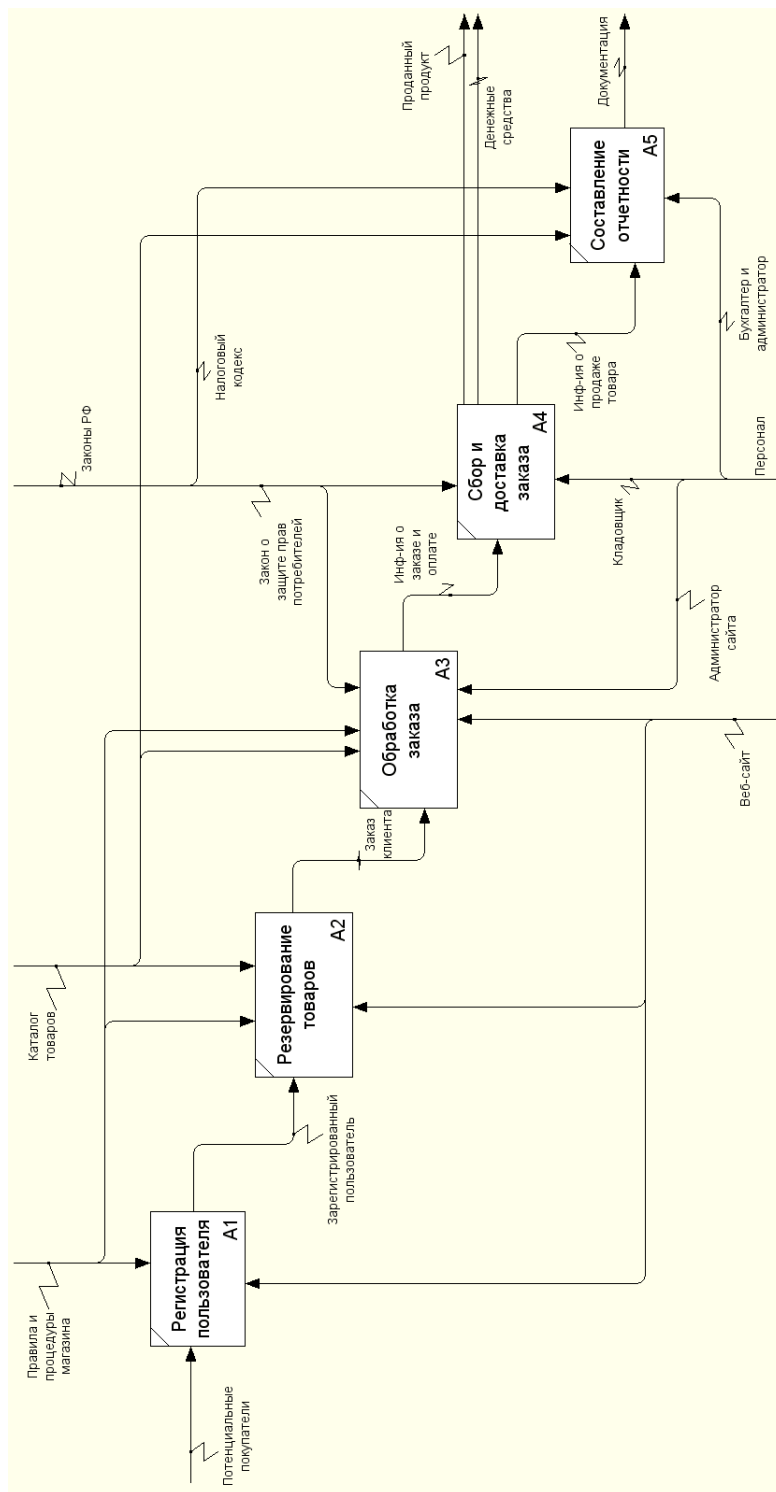 Потенциальные
покупатели
Правила и
процедуры
магазина
Регистрация
пользователя
A1
Зарегистрированный
пользователь
Каталог
товаров
Резервирование
товаров
A2
Заказ
клиента
Обработка
заказа
A3
Законы РФ
Налоговый
кодекс
Закон о
защите прав
потребителей
Инф-ия о
заказе и
оплате
Сбор и
доставка
заказа
A4
Проданный
продукт
Денежные
средства
Инф-ия о
продаже
товара
Составление
отчетности
A5
Документация
Веб-сайт
Администратор
сайта
Кладовщик
Персонал
Бухгалтер и
администратор